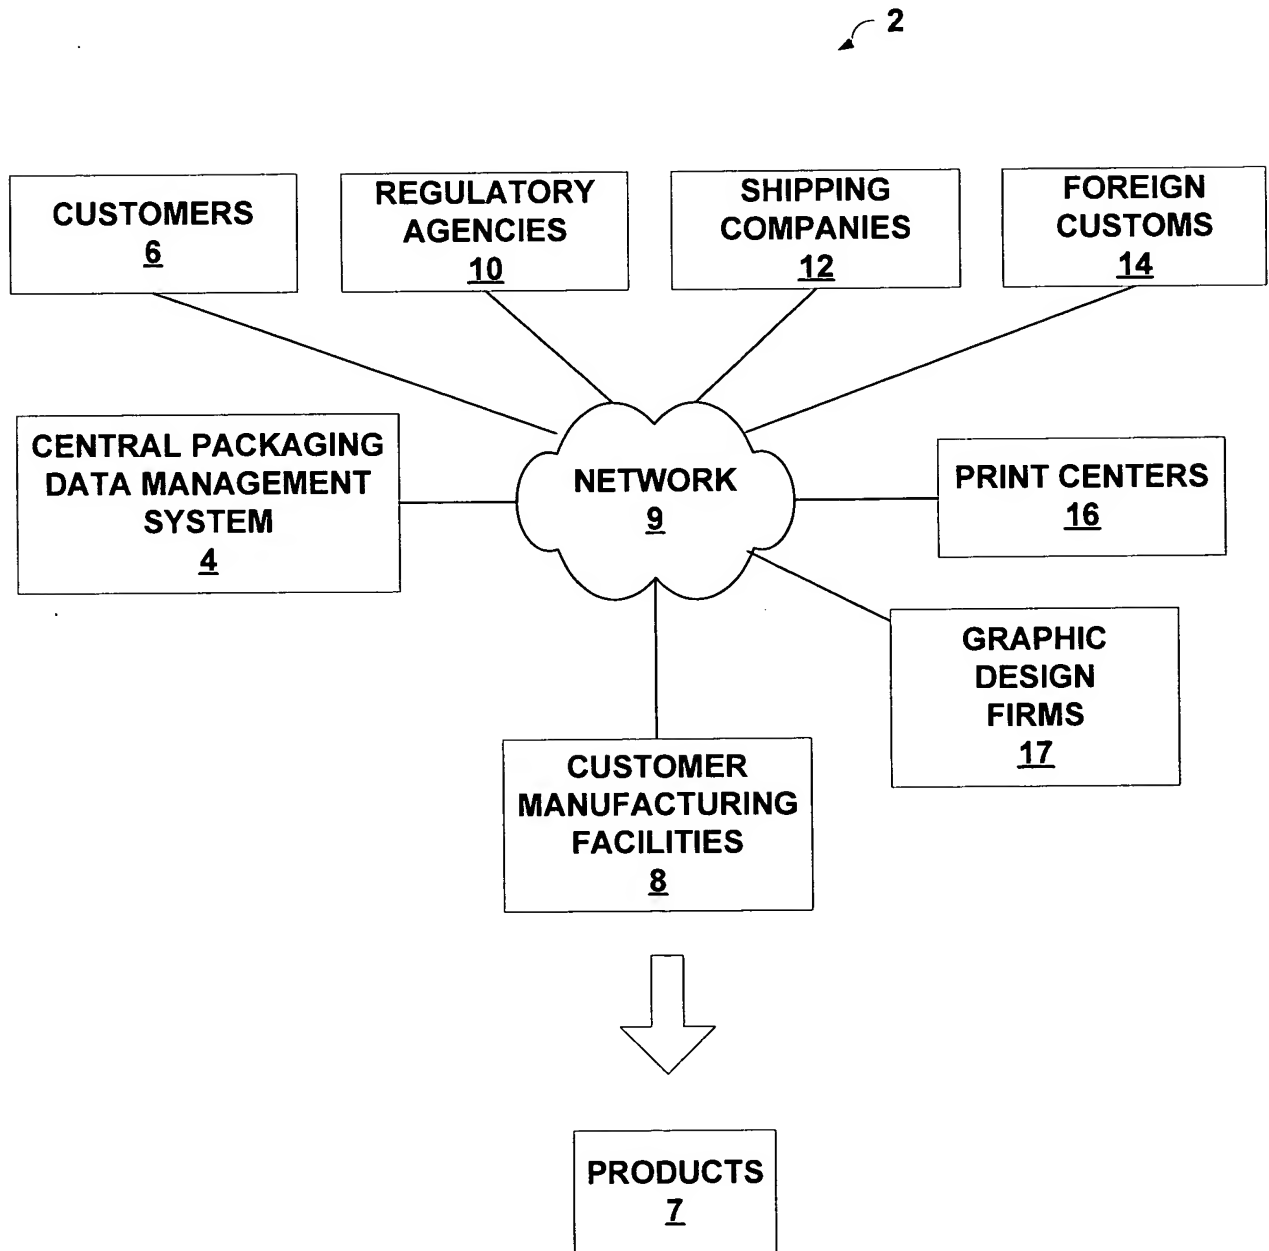 2
CUSTOMERS
6
REGULATORY
AGENCIES
10
SHIPPING
COMPANIES
12
FOREIGN
CUSTOMS
14
CENTRAL PACKAGING
DATA MANAGEMENT
SYSTEM
4
NETWORK
9
PRINT CENTERS
16
GRAPHIC
DESIGN
FIRMS
17
CUSTOMER
MANUFACTURING
FACILITIES
8
PRODUCTS
7